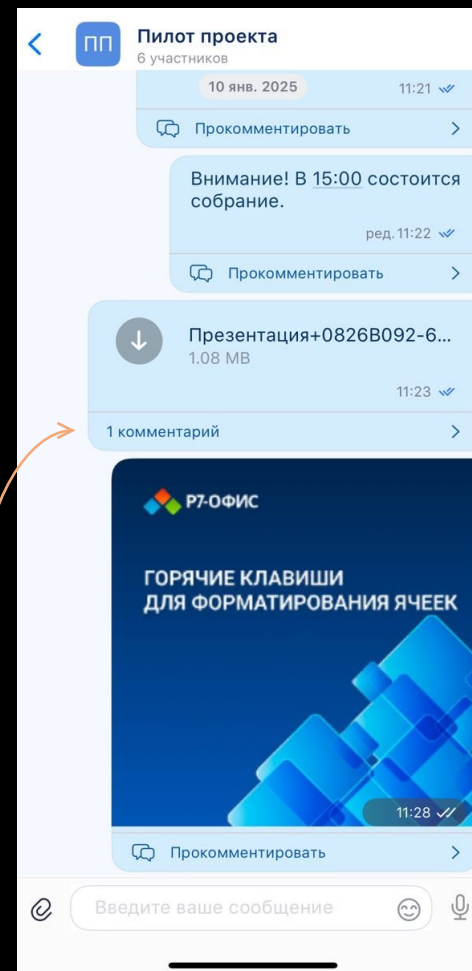 ПП
Пилот проекта
6 участников
10 янв. 2025
11:21
Прокомментировать
Внимание! В 15:00 состоится
собрание.
ред. 11:22
Прокомментировать
Презентация+0826B092-6...
1.08 MB
11:23
1 комментарий
Р7-ОФИС
ГОРЯЧИЕ КЛАВИШИ
ДЛЯ ФОРМАТИРОВАНИЯ ЯЧЕЕК
11:28
Прокомментировать
Введите ваше сообщение